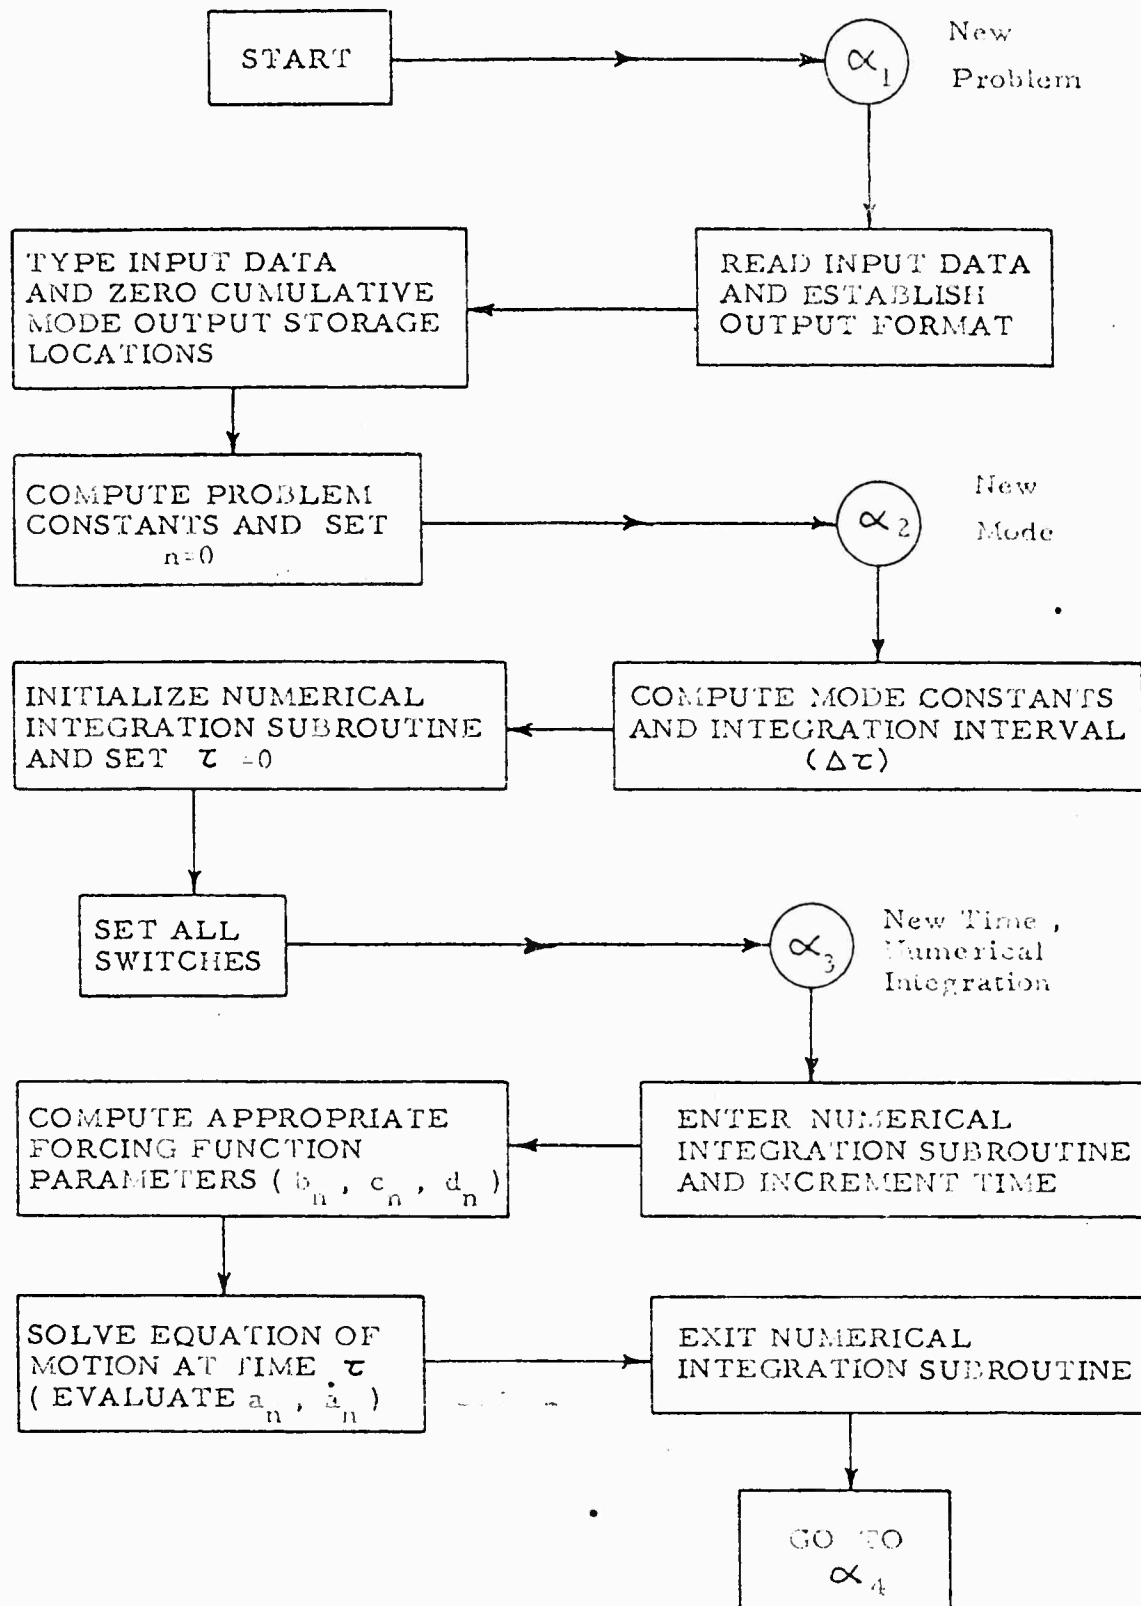 START
α₁
New
Problem
READ INPUT DATA
AND ESTABLISH
OUTPUT FORMAT
TYPE INPUT DATA
AND ZERO CUMULATIVE
MODE OUTPUT STORAGE
LOCATIONS
COMPUTE PROBLEM
CONSTANTS AND SET
n=0
α₂
New
Mode
COMPUTE MODE CONSTANTS
AND INTEGRATION INTERVAL
(Δτ)
INITIALIZE NUMERICAL
INTEGRATION SUBROUTINE
AND SET τ =0
SET ALL
SWITCHES
α₃
New Time,
Numerical
Integration
ENTER NUMERICAL
INTEGRATION SUBROUTINE
AND INCREMENT TIME
COMPUTE APPROPRIATE
FORCING FUNCTION
PARAMETERS (bₙ, cₙ, dₙ)
SOLVE EQUATION OF
MOTION AT TIME τ
(EVALUATE aₙ, ȧₙ)
EXIT NUMERICAL
INTEGRATION SUBROUTINE
GO TO
α₄